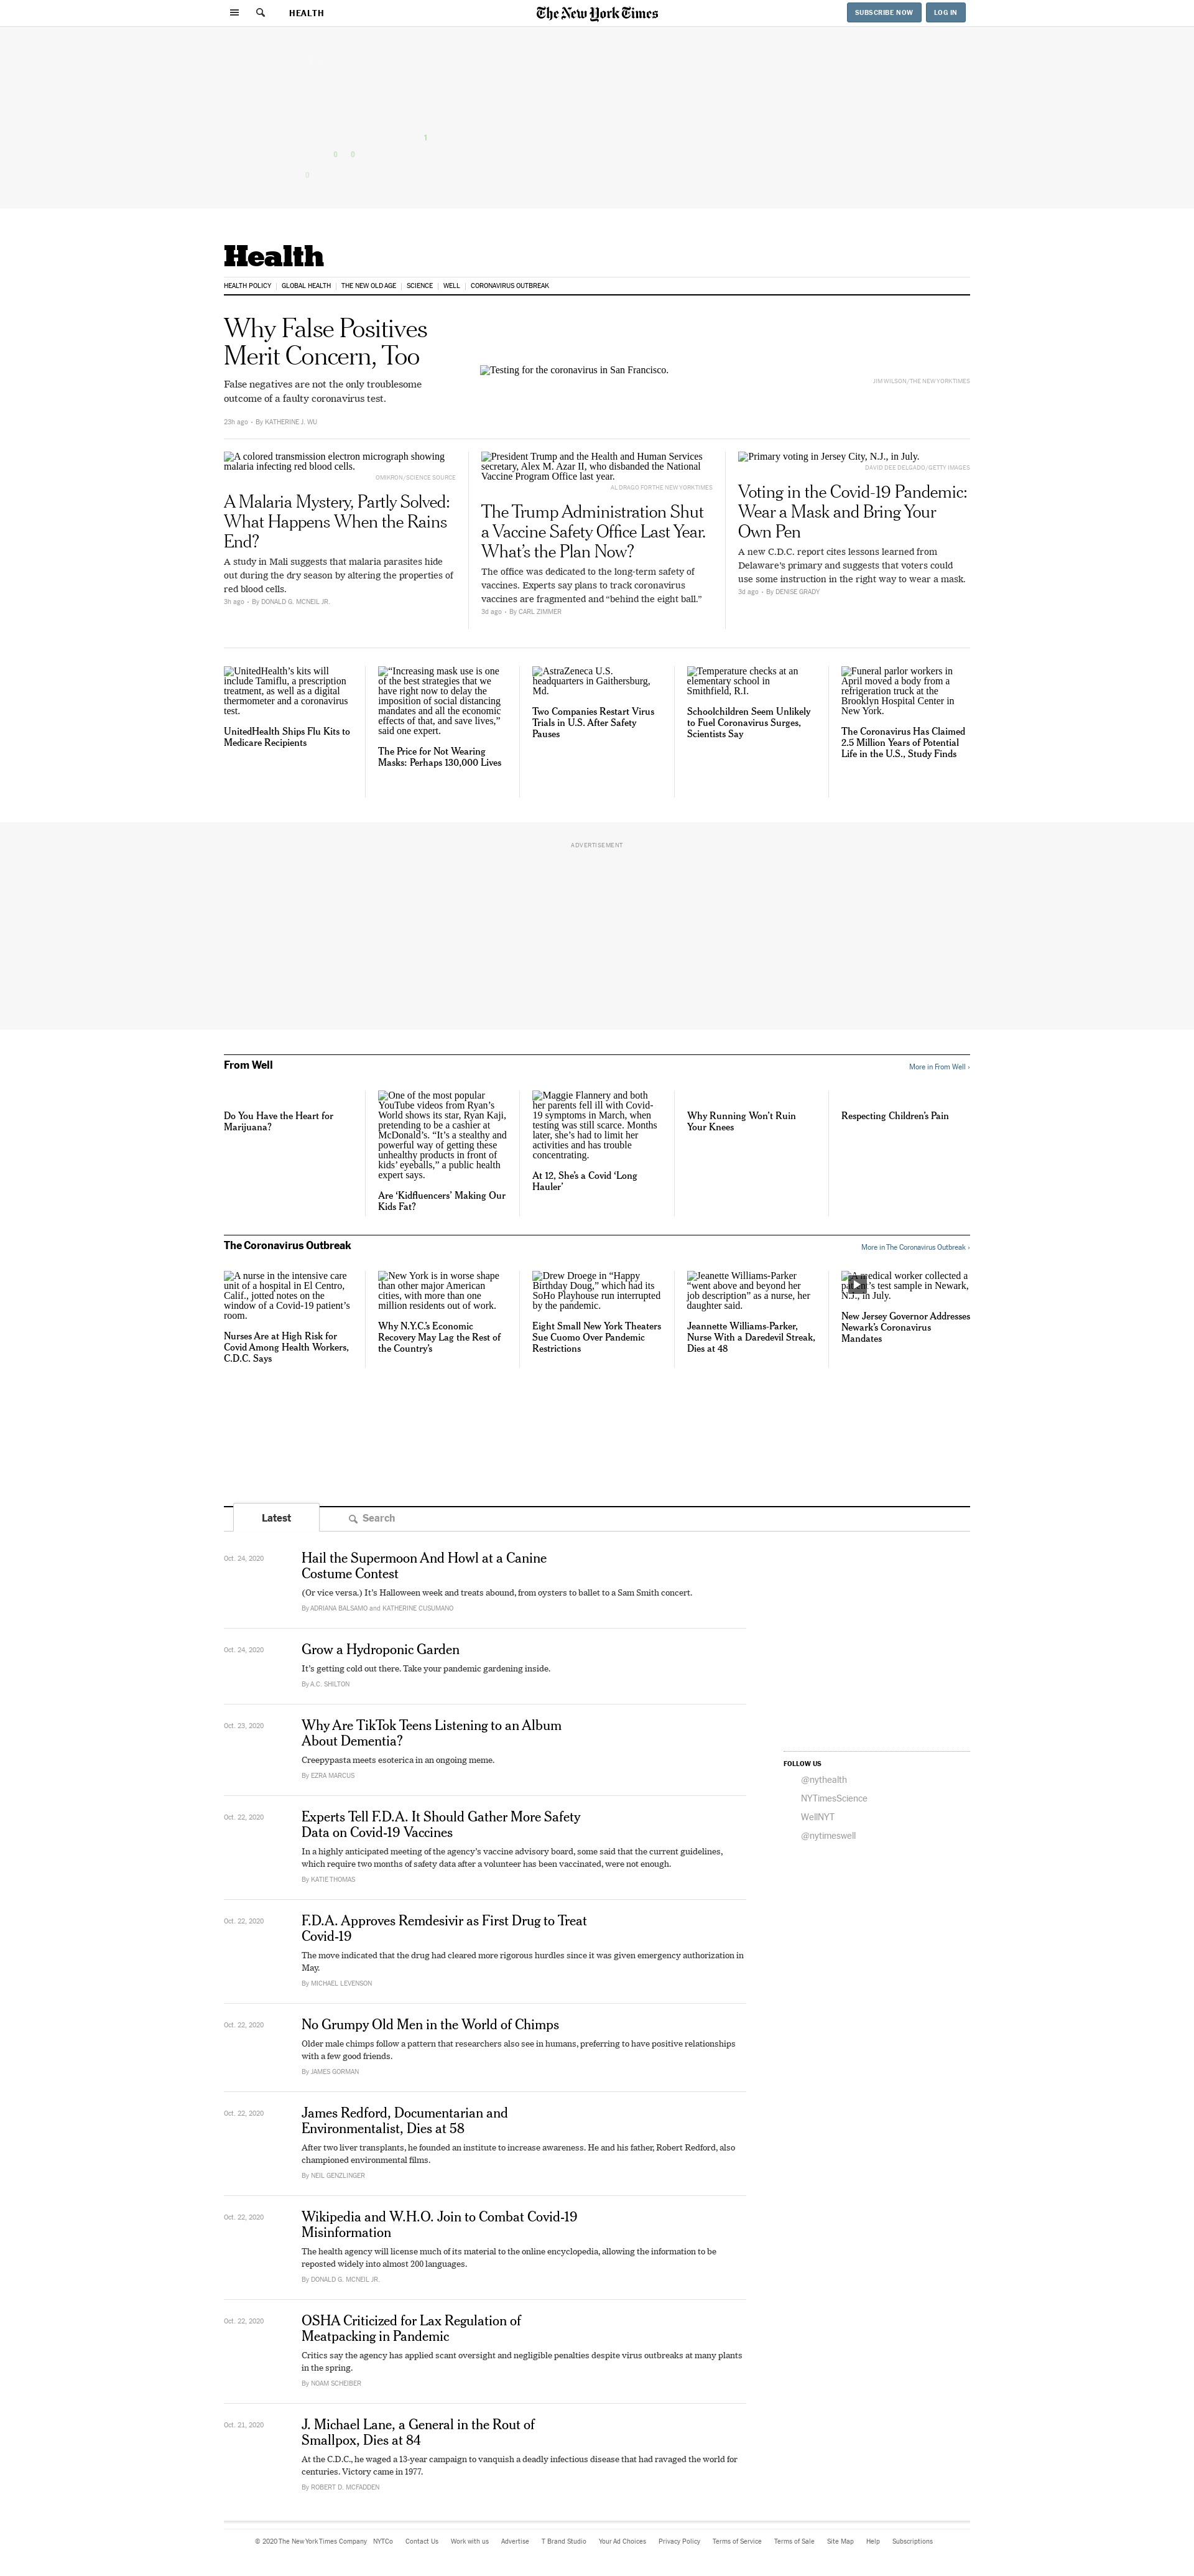 HEALTH
The New York Times
SUBSCRIBE NOW
LOG IN
1
0 0
0
Health
HEALTH POLICY | GLOBAL HEALTH | THE NEW OLD AGE | SCIENCE | WELL | CORONAVIRUS OUTBREAK
Why False Positives
Merit Concern, Too
False negatives are not the only troublesome
outcome of a faulty coronavirus test.
23h ago - By KATHERINE J. WU
Testing for the coronavirus in San Francisco.
JIM WILSON/THE NEW YORK TIMES
A colored transmission electron micrograph showing
malaria infecting red blood cells.
OMIKRON/SCIENCE SOURCE
A Malaria Mystery, Partly Solved:
What Happens When the Rains
End?
A study in Mali suggests that malaria parasites hide
out during the dry season by altering the properties of
red blood cells.
3h ago - By DONALD G. MCNEIL JR.
President Trump and the Health and Human Services
secretary, Alex M. Azar II, who disbanded the National
Vaccine Program Office last year.
AL DRAGO FOR THE NEW YORK TIMES
The Trump Administration Shut
a Vaccine Safety Office Last Year.
What’s the Plan Now?
The office was dedicated to the long-term safety of
vaccines. Experts say plans to track coronavirus
vaccines are fragmented and “behind the eight ball.”
3d ago - By CARL ZIMMER
Primary voting in Jersey City, N.J., in July.
DAVID DEE DELGADO/GETTY IMAGES
Voting in the Covid-19 Pandemic:
Wear a Mask and Bring Your
Own Pen
A new C.D.C. report cites lessons learned from
Delaware’s primary and suggests that voters could
use some instruction in the right way to wear a mask.
3d ago - By DENISE GRADY
UnitedHealth’s kits will
include Tamiflu, a prescription
treatment, as well as a digital
thermometer and a coronavirus
test.
UnitedHealth Ships Flu Kits to
Medicare Recipients
“Increasing mask use is one
of the best strategies that we
have right now to delay the
imposition of social distancing
mandates and all the economic
effects of that, and save lives,”
said one expert.
The Price for Not Wearing
Masks: Perhaps 130,000 Lives
AstraZeneca U.S.
headquarters in Gaithersburg,
Md.
Two Companies Restart Virus
Trials in U.S. After Safety
Pauses
Temperature checks at an
elementary school in
Smithfield, R.I.
Schoolchildren Seem Unlikely
to Fuel Coronavirus Surges,
Scientists Say
Funeral parlor workers in
April moved a body from a
refrigeration truck at the
Brooklyn Hospital Center in
New York.
The Coronavirus Has Claimed
2.5 Million Years of Potential
Life in the U.S., Study Finds
ADVERTISEMENT
From Well
More in From Well ›
Do You Have the Heart for
Marijuana?
One of the most popular
YouTube videos from Ryan’s
World shows its star, Ryan Kaji,
pretending to be a cashier at
McDonald’s. “It’s a stealthy and
powerful way of getting these
unhealthy products in front of
kids’ eyeballs,” a public health
expert says.
Are ‘Kidfluencers’ Making Our
Kids Fat?
Maggie Flannery and both
her parents fell ill with Covid-
19 symptoms in March, when
testing was still scarce. Months
later, she’s had to limit her
activities and has trouble
concentrating.
At 12, She’s a Covid ‘Long
Hauler’
Why Running Won’t Ruin
Your Knees
Respecting Children’s Pain
The Coronavirus Outbreak
More in The Coronavirus Outbreak ›
A nurse in the intensive care
unit of a hospital in El Centro,
Calif., jotted notes on the
window of a Covid-19 patient’s
room.
Nurses Are at High Risk for
Covid Among Health Workers,
C.D.C. Says
New York is in worse shape
than other major American
cities, with more than one
million residents out of work.
Why N.Y.C.’s Economic
Recovery May Lag the Rest of
the Country’s
Drew Droege in “Happy
Birthday Doug,” which had its
SoHo Playhouse run interrupted
by the pandemic.
Eight Small New York Theaters
Sue Cuomo Over Pandemic
Restrictions
Jeanette Williams-Parker
“went above and beyond her
job description” as a nurse, her
daughter said.
Jeannette Williams-Parker,
Nurse With a Daredevil Streak,
Dies at 48
A medical worker collected a
test sample in Newark,
N.J., in July.
New Jersey Governor Addresses
Newark’s Coronavirus
Mandates
Latest
Search
Oct. 24, 2020
Hail the Supermoon And Howl at a Canine
Costume Contest
(Or vice versa.) It’s Halloween week and treats abound, from oysters to ballet to a Sam Smith concert.
By ADRIANA BALSAMO and KATHERINE CUSUMANO
Oct. 24, 2020
Grow a Hydroponic Garden
It’s getting cold out there. Take your pandemic gardening inside.
By A.C. SHILTON
Oct. 23, 2020
Why Are TikTok Teens Listening to an Album
About Dementia?
Creepypasta meets esoterica in an ongoing meme.
By EZRA MARCUS
Oct. 22, 2020
Experts Tell F.D.A. It Should Gather More Safety
Data on Covid-19 Vaccines
In a highly anticipated meeting of the agency’s vaccine advisory board, some said that the current guidelines,
which require two months of safety data after a volunteer has been vaccinated, were not enough.
By KATIE THOMAS
Oct. 22, 2020
F.D.A. Approves Remdesivir as First Drug to Treat
Covid-19
The move indicated that the drug had cleared more rigorous hurdles since it was given emergency authorization in
May.
By MICHAEL LEVENSON
Oct. 22, 2020
No Grumpy Old Men in the World of Chimps
Older male chimps follow a pattern that researchers also see in humans, preferring to have positive relationships
with a few good friends.
By JAMES GORMAN
Oct. 22, 2020
James Redford, Documentarian and
Environmentalist, Dies at 58
After two liver transplants, he founded an institute to increase awareness. He and his father, Robert Redford, also
championed environmental films.
By NEIL GENZLINGER
Oct. 22, 2020
Wikipedia and W.H.O. Join to Combat Covid-19
Misinformation
The health agency will license much of its material to the online encyclopedia, allowing the information to be
reposted widely into almost 200 languages.
By DONALD G. MCNEIL JR.
Oct. 22, 2020
OSHA Criticized for Lax Regulation of
Meatpacking in Pandemic
Critics say the agency has applied scant oversight and negligible penalties despite virus outbreaks at many plants
in the spring.
By NOAM SCHEIBER
Oct. 21, 2020
J. Michael Lane, a General in the Rout of
Smallpox, Dies at 84
At the C.D.C., he waged a 13-year campaign to vanquish a deadly infectious disease that had ravaged the world for
centuries. Victory came in 1977.
By ROBERT D. MCFADDEN
FOLLOW US
@nythealth
NYTimesScience
WellNYT
@nytimeswell
© 2020 The New York Times Company NYTCo Contact Us Work with us Advertise T Brand Studio Your Ad Choices Privacy Policy Terms of Service Terms of Sale Site Map Help Subscriptions